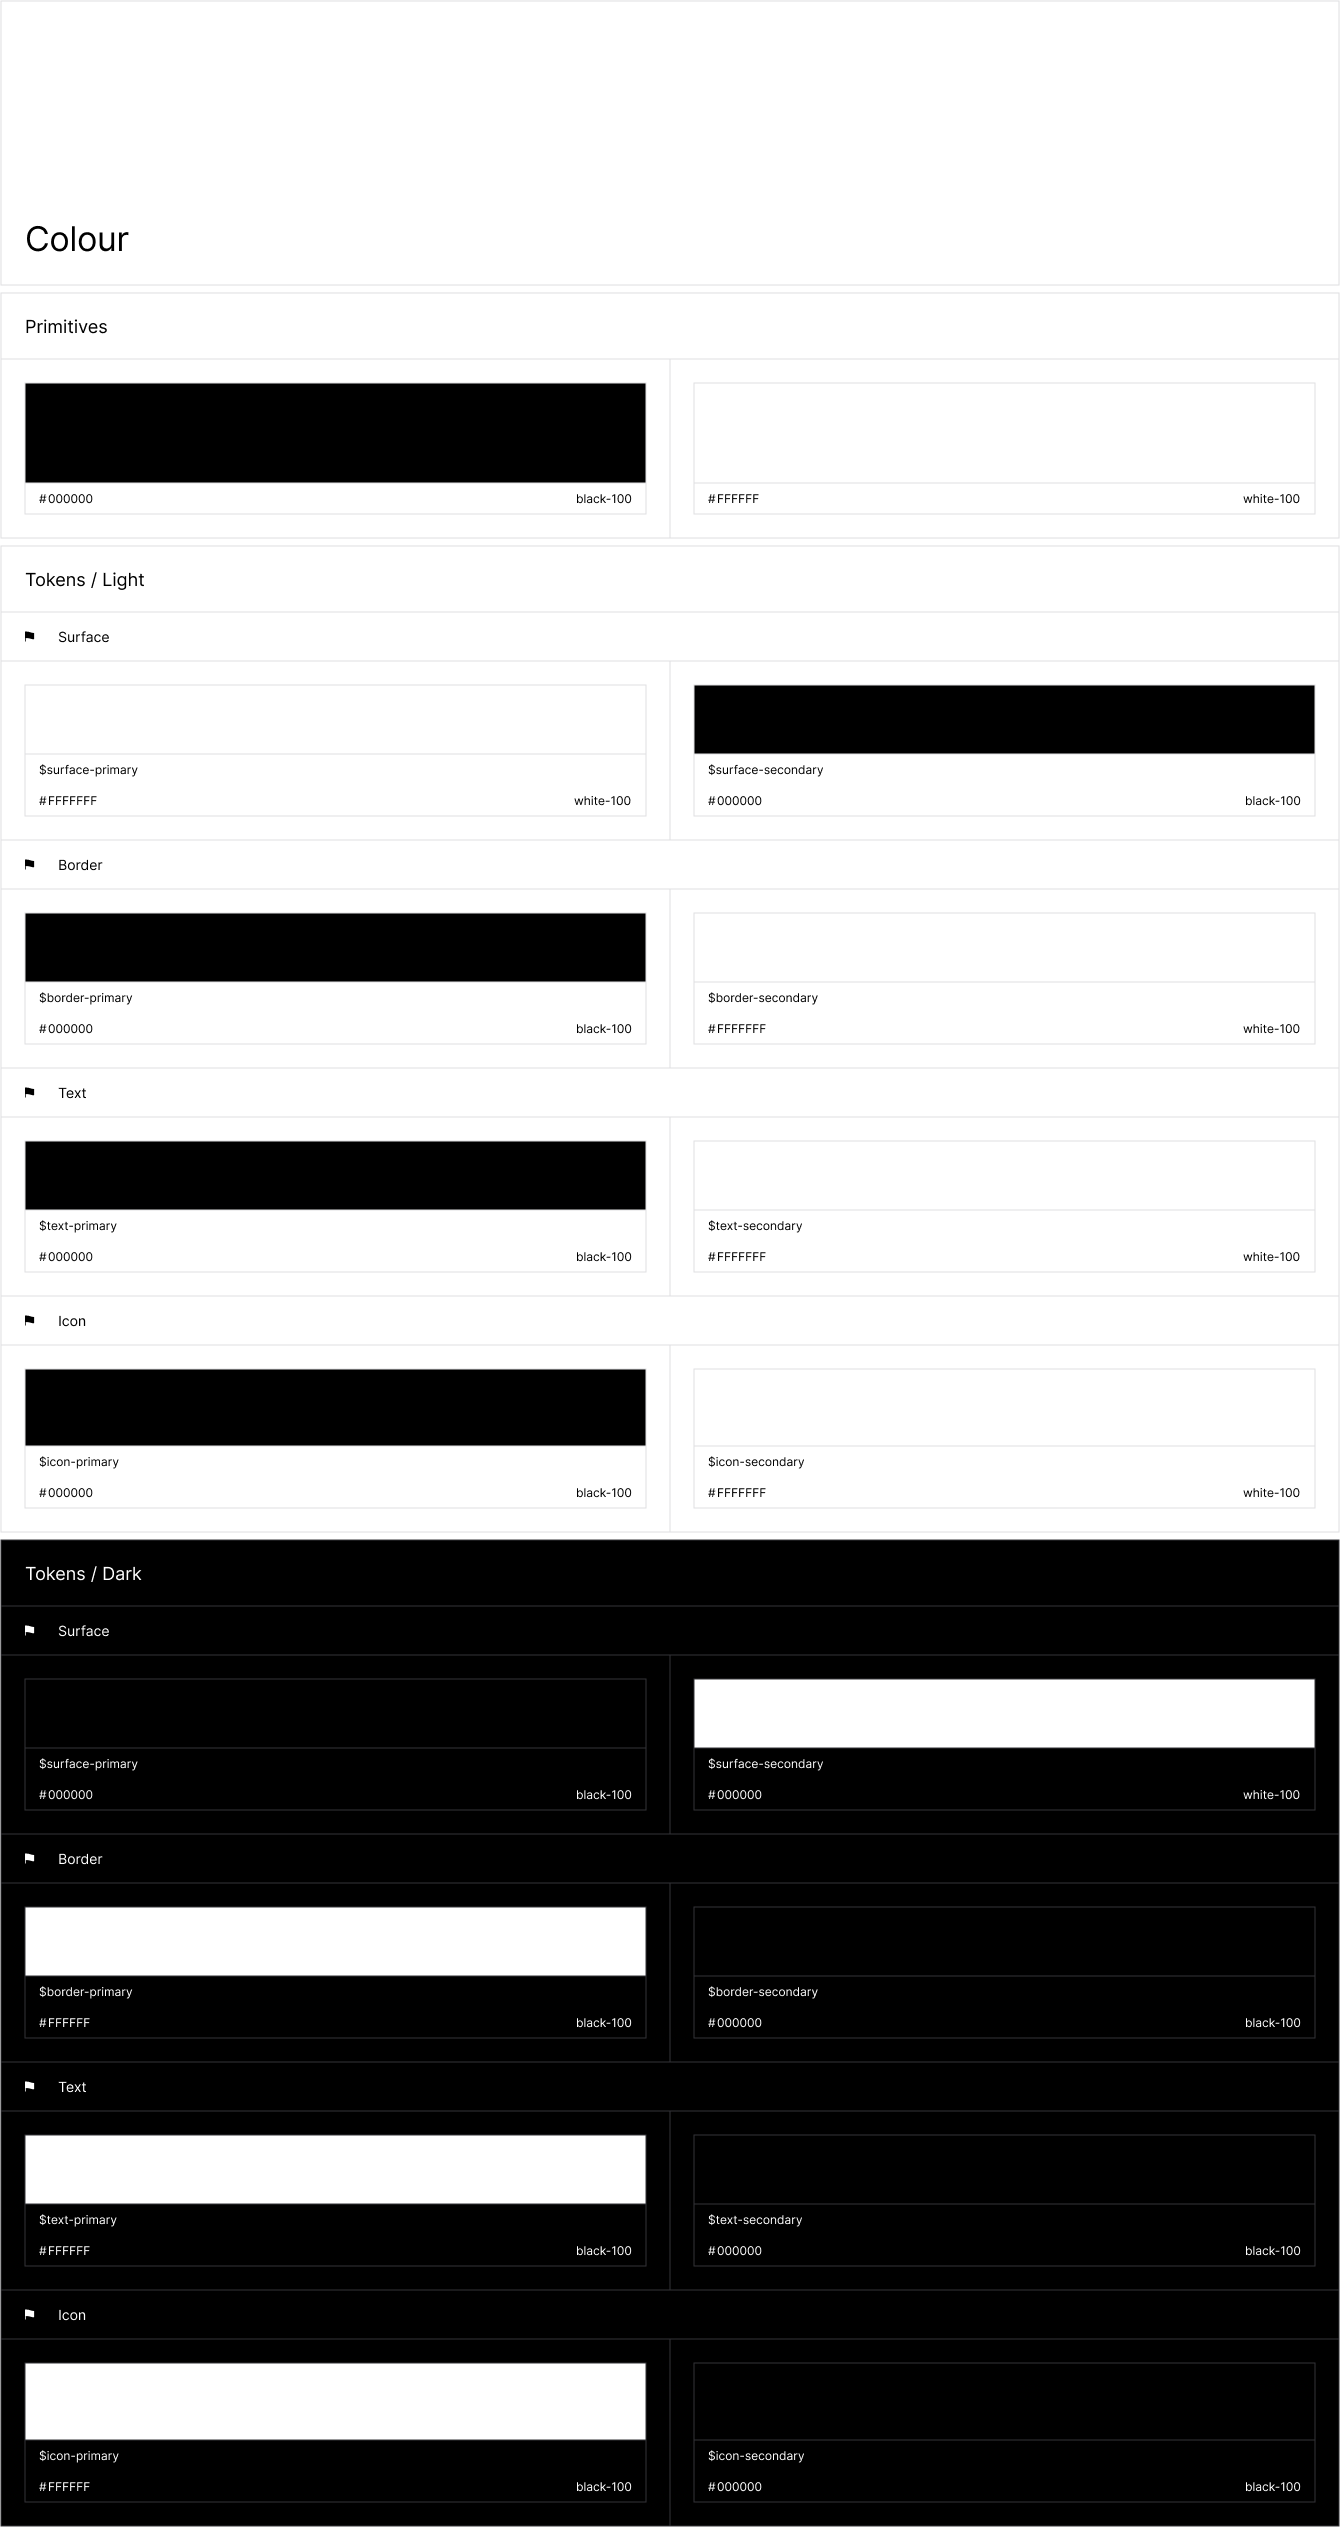 Colour
Primitives
#000000 black-100
#FFFFFF white-100
Tokens / Light
Surface
$surface-primary
#FFFFFFF white-100
$surface-secondary
#000000 black-100
Border
$border-primary
#000000 black-100
$border-secondary
#FFFFFFF white-100
Text
$text-primary
#000000 black-100
$text-secondary
#FFFFFFF white-100
Icon
$icon-primary
#000000 black-100
$icon-secondary
#FFFFFFF white-100
Tokens / Dark
Surface
$surface-primary
#000000 black-100
$surface-secondary
#000000 white-100
Border
$border-primary
#FFFFFF black-100
$border-secondary
#000000 black-100
Text
$text-primary
#FFFFFF black-100
$text-secondary
#000000 black-100
Icon
$icon-primary
#FFFFFF black-100
$icon-secondary
#000000 black-100